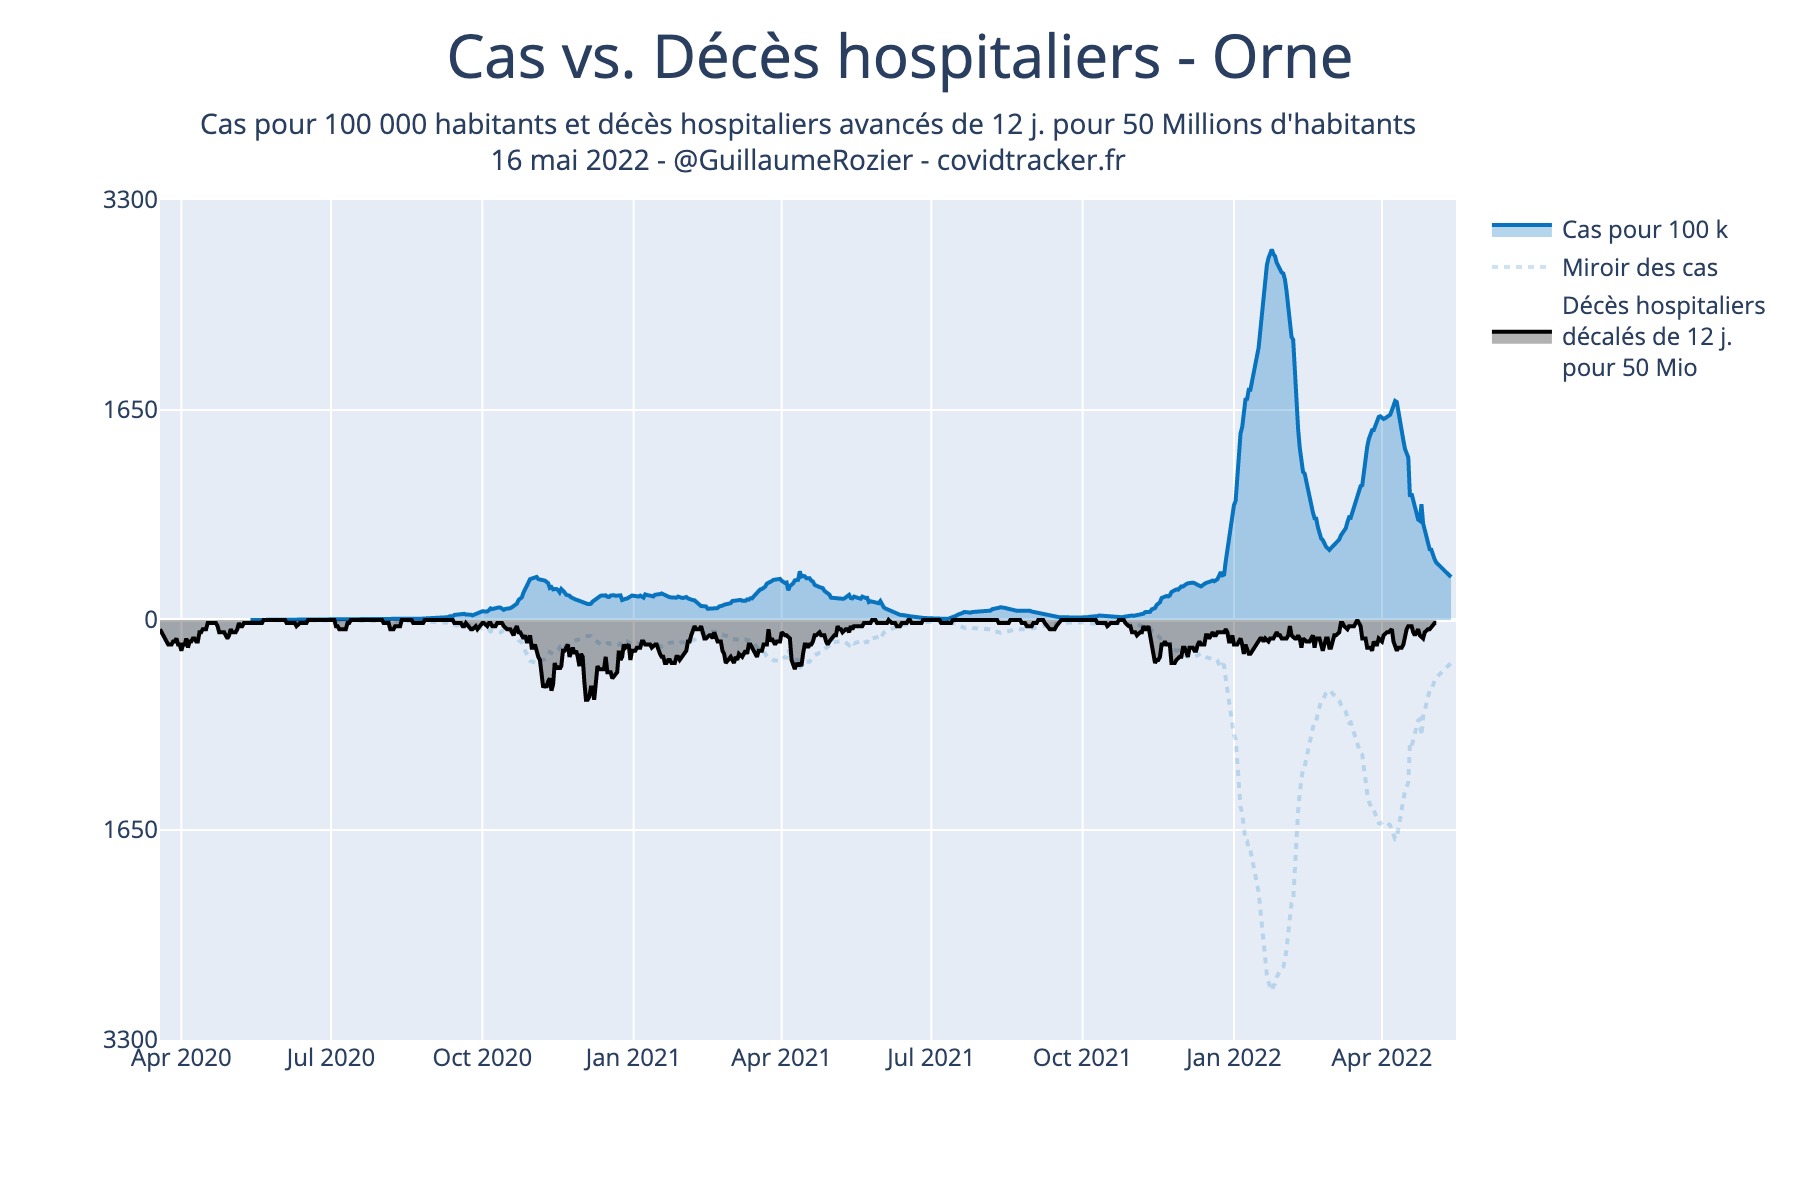 Cas vs. Décès hospitaliers - Orne
Cas pour 100 000 habitants et décès hospitaliers avancés de 12 j. pour 50 Millions d'habitants
16 mai 2022 - @GuillaumeRozier - covidtracker.fr
3300
1650
0
1650
3300
Apr 2020
Jul 2020
Oct 2020
Jan 2021
Apr 2021
Jul 2021
Oct 2021
Jan 2022
Apr 2022
Cas pour 100 k
Miroir des cas
Décès hospitaliers
décalés de 12 j.
pour 50 Mio